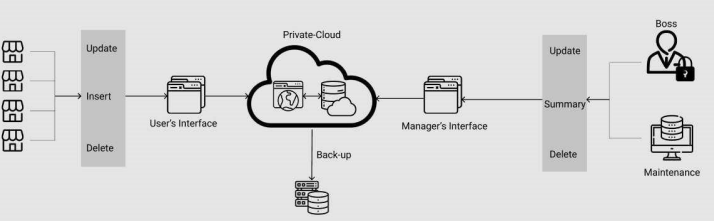 Update
Insert
Delete
User's Interface
Private-Cloud
Back-up
Manager's Interface
Update
Summary
Delete
Boss
Maintenance